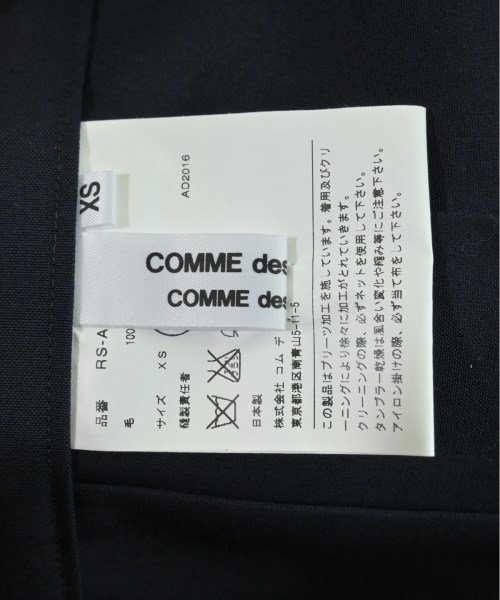 XS
COMME des
COMME des
AD2016
品番 RS-A
毛 100
サイズ XS
縫製責任者
日本製
株式会社 コム デ
東京都港区南青山5-11-5
この製品はプリーツ加工を施しています。着用及びクリ
ーニングにより徐々に加工がとれていきます。
クリーニングの際、必ずネットを使用して下さい。
タンブラー乾燥は風合い変化や縮み等にご注意下さい。
アイロン掛けの際、必ず当て布をして下さい。